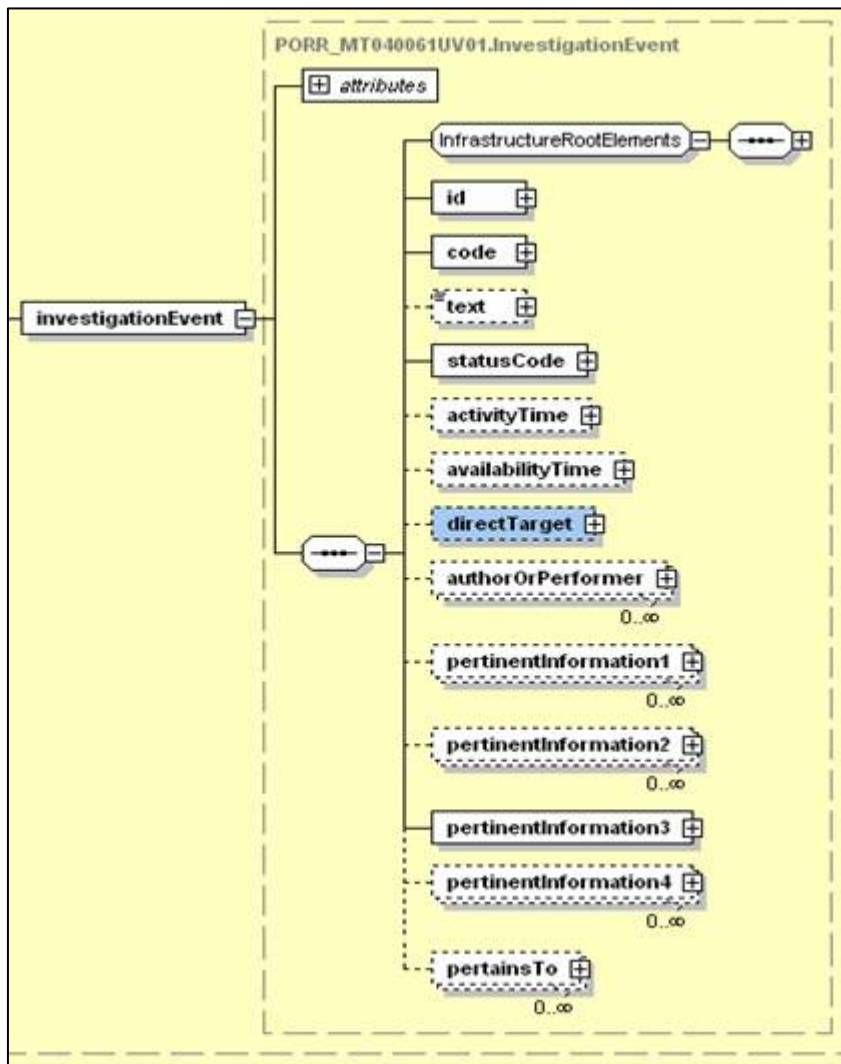 PORR_MT040061UV01.InvestigationEvent
attributes
InfrastructureRootElements
id
code
text
investigationEvent
statusCode
activityTime
availabilityTime
directTarget
authorOrPerformer
0..∞
pertinentInformation1
0..∞
pertinentInformation2
0..∞
pertinentInformation3
pertinentInformation4
0..∞
pertainsTo
0..∞